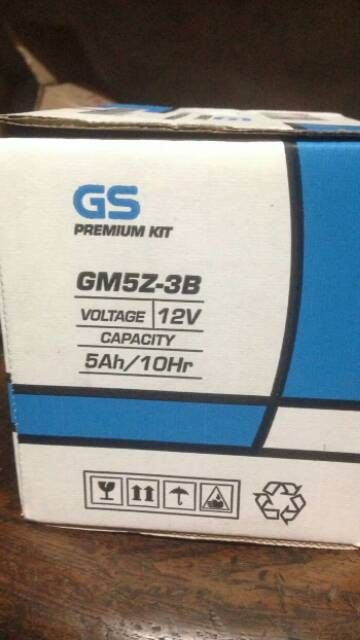 GS
PREMIUM KIT
GM5Z-3B
VOLTAGE 12V
CAPACITY
5Ah/10Hr